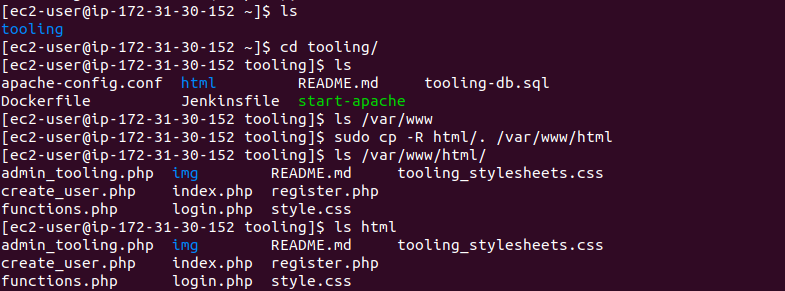 [ec2-user@ip-172-31-30-152 ~]$ ls
tooling
[ec2-user@ip-172-31-30-152 ~]$ cd tooling/
[ec2-user@ip-172-31-30-152 tooling]$ ls
apache-config.conf  html         README.md      tooling-db.sql
Dockerfile          Jenkinsfile  start-apache
[ec2-user@ip-172-31-30-152 tooling]$ ls /var/www
[ec2-user@ip-172-31-30-152 tooling]$ sudo cp -R html/. /var/www/html
[ec2-user@ip-172-31-30-152 tooling]$ ls /var/www/html/
admin_tooling.php  img        README.md     tooling_stylesheets.css
create_user.php    index.php  register.php
functions.php      login.php  style.css
[ec2-user@ip-172-31-30-152 tooling]$ ls html
admin_tooling.php  img        README.md     tooling_stylesheets.css
create_user.php    index.php  register.php
functions.php      login.php  style.css